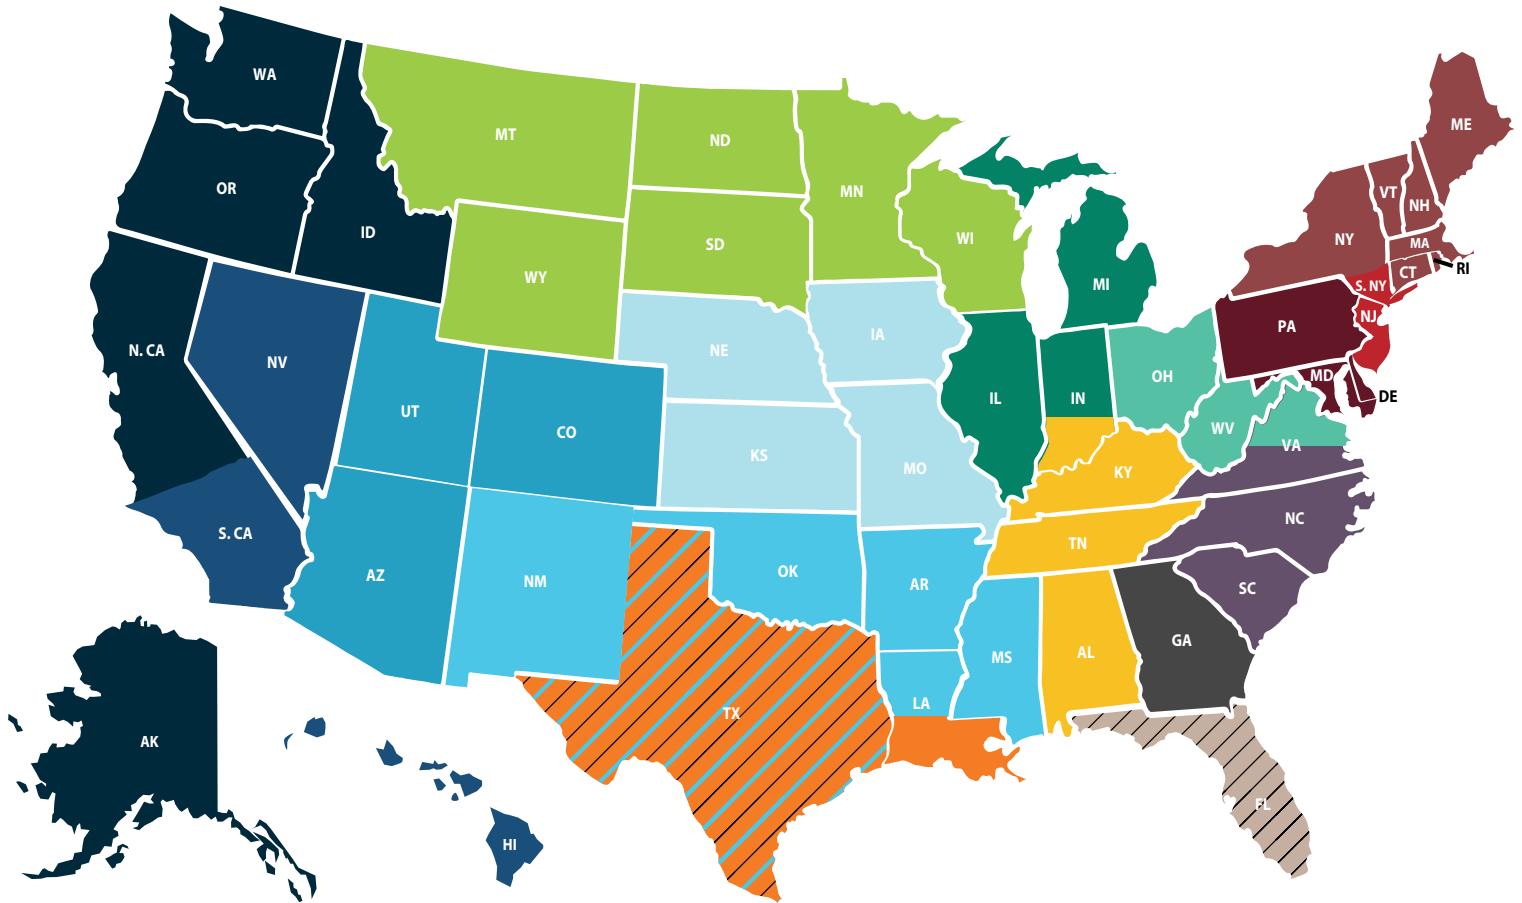 WA
MT
ND
ME
OR
ID
MN
VT
NH
SD
WI
NY
MA
RI
CT
WY
MI
S. NY
NJ
PA
IA
NE
N. CA
NV
OH
MD
DE
IN
IL
UT
CO
WV
VA
KS
MO
KY
NC
S. CA
TN
AZ
NM
OK
AR
SC
GA
AL
MS
LA
TX
AK
FL
HI